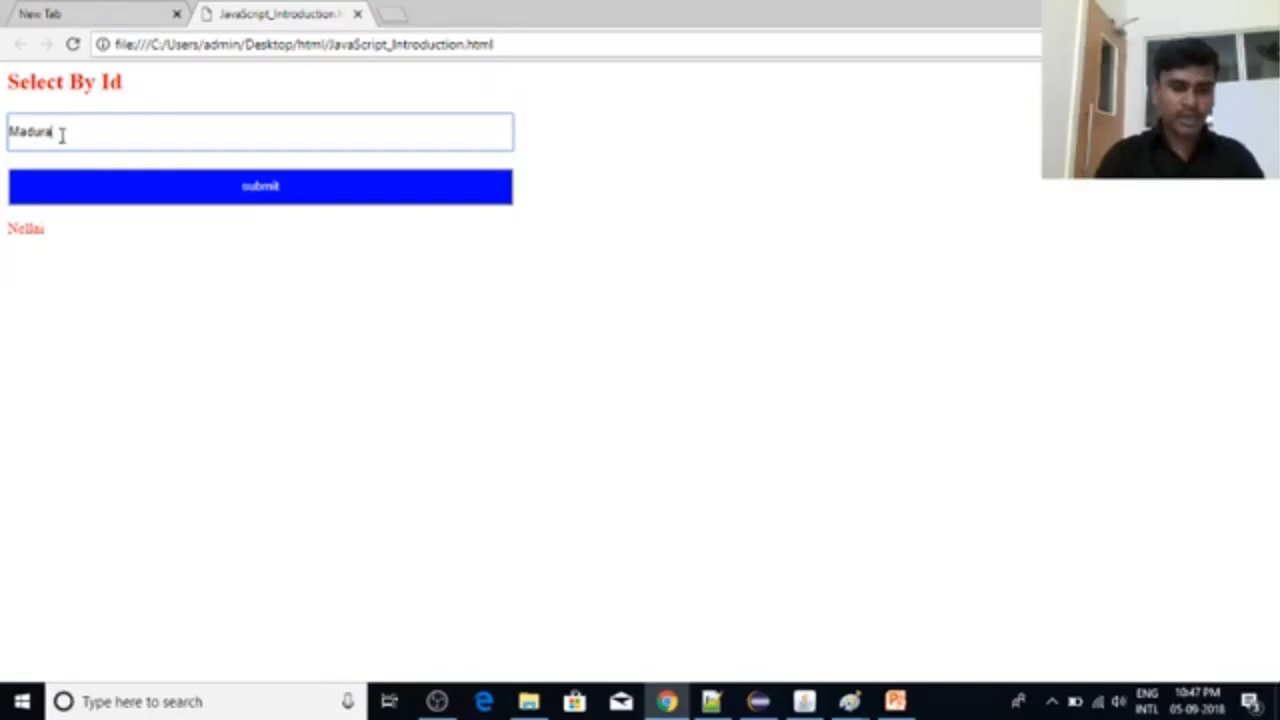 New Tab
JavaScript_Introduction.h
file:///C:/Users/admin/Desktop/html/JavaScript_Introduction.html
Select By Id
Madura
submit
Nellai
Type here to search
ENG
INTL
10:47 PM
05-09-2018